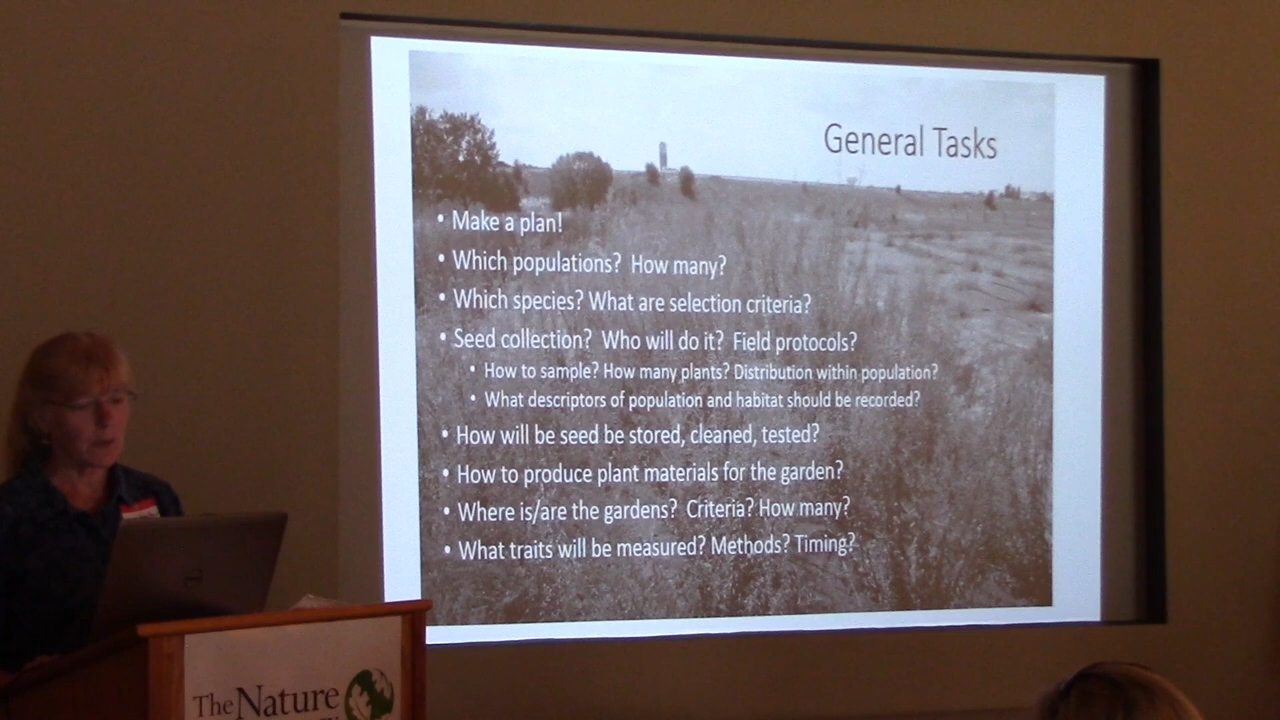 General Tasks
• Make a plan!
• Which populations? How many?
• Which species? What are selection criteria?
• Seed collection? Who will do it? Field protocols?
• How to sample? How many plants? Distribution within population?
• What descriptors of population and habitat should be recorded?
• How will be seed be stored, cleaned, tested?
• How to produce plant materials for the garden?
• Where is/are the gardens? Criteria? How many?
• What traits will be measured? Methods? Timing?
The Nature